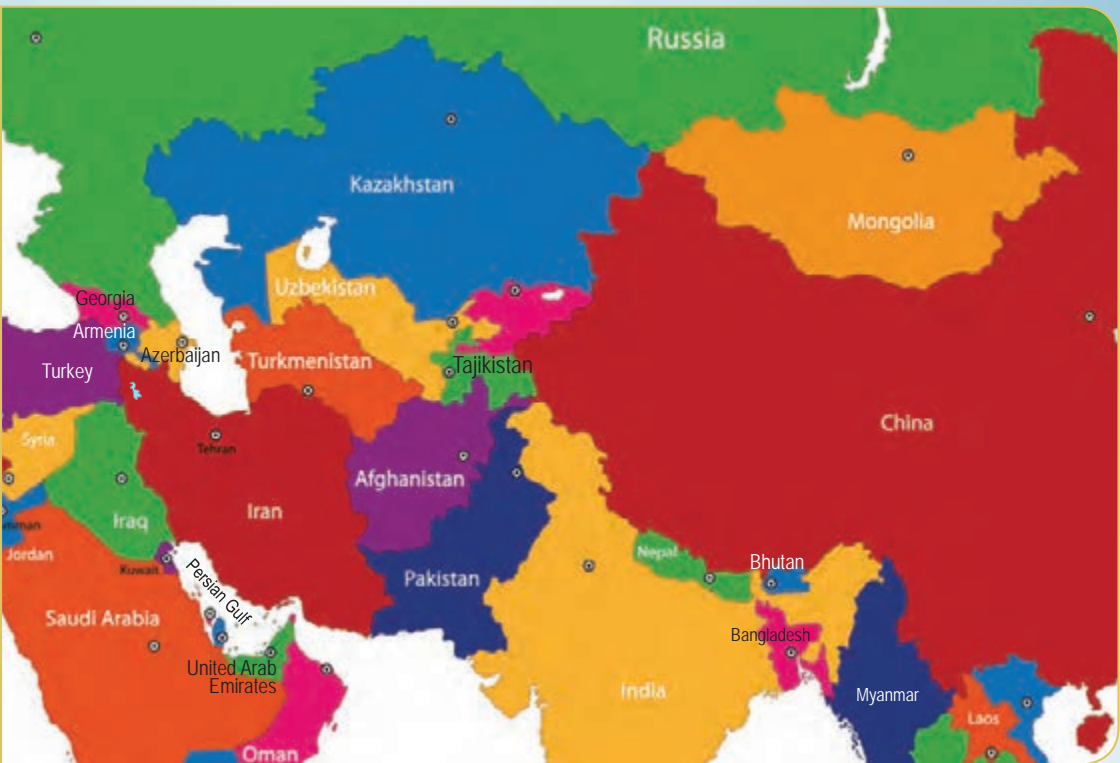 Russia
Kazakhstan
Mongolia
Uzbekistan
Georgia
Armenia
Azerbaijan
Turkey
Turkmenistan
Tajikistan
China
Syria
Tehran
Afghanistan
Iraq
Iran
Jordan
Kuwait
Persian Gulf
Pakistan
Nepal
Bhutan
Saudi Arabia
Bangladesh
United Arab
Emirates
India
Myanmar
Laos
Oman